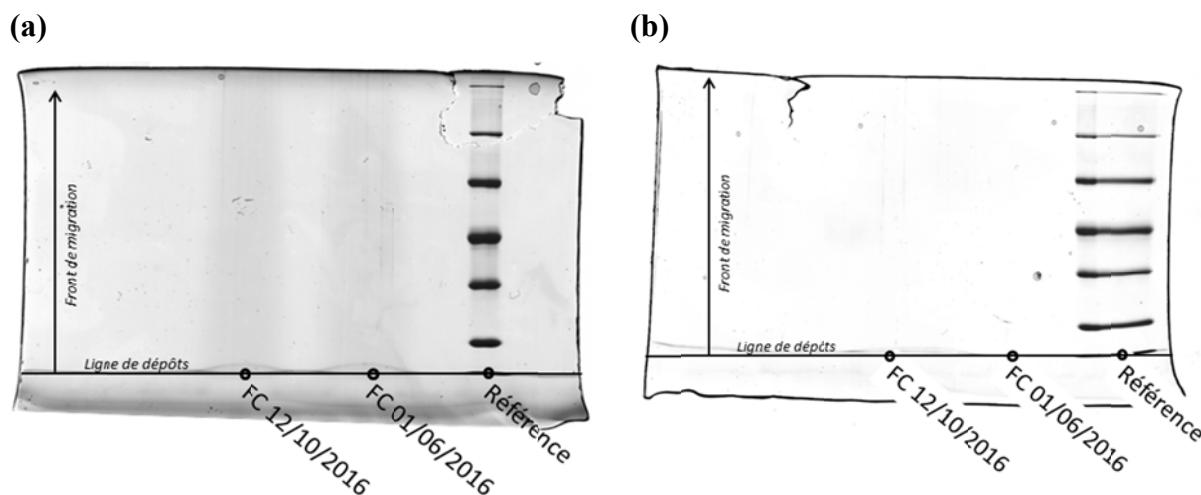 (a)
Front de migration
Ligne de dépôts
FC 12/10/2016
FC 01/06/2016
Référence
(b)
Front de migration
Ligne de dépôts
FC 12/10/2016
FC 01/06/2016
Référence